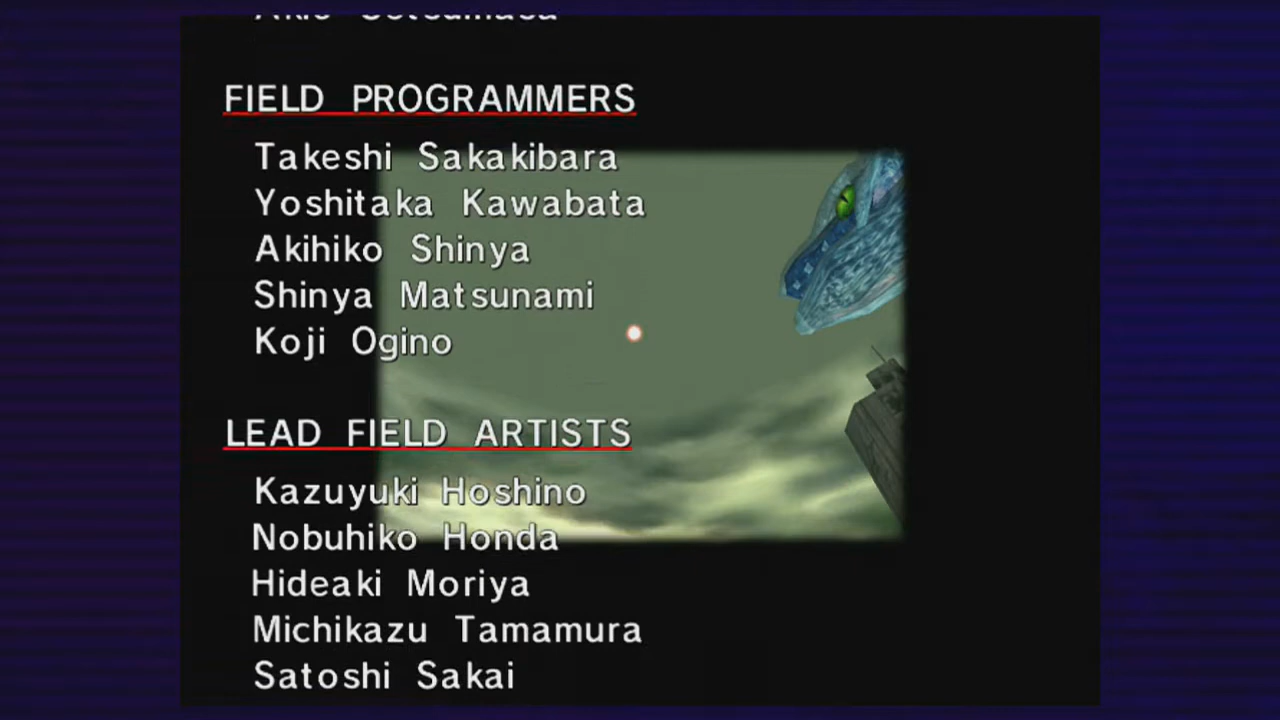 FIELD PROGRAMMERS
Takeshi Sakakibara
Yoshitaka Kawabata
Akihiko Shinya
Shinya Matsunami
Koji Ogino
LEAD FIELD ARTISTS
Kazuyuki Hoshino
Nobuhiko Honda
Hideaki Moriya
Michikazu Tamamura
Satoshi Sakai